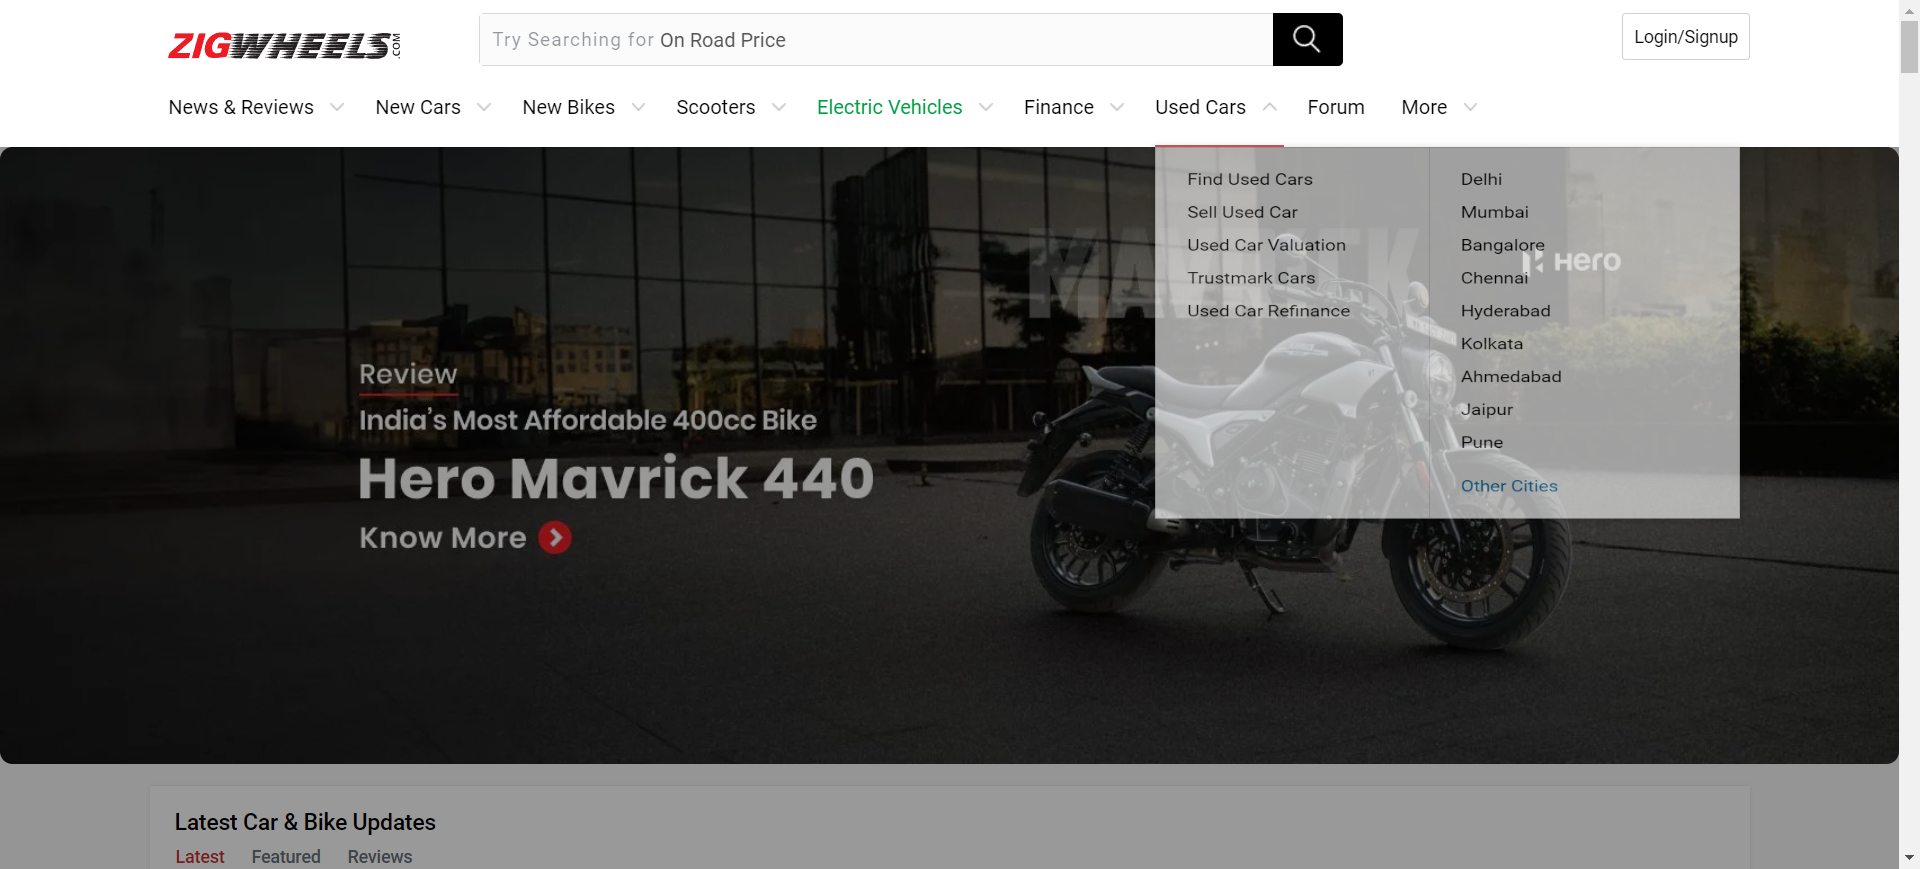 ZIGWHEELS.COM
Try Searching for On Road Price
Login/Signup
News & Reviews
New Cars
New Bikes
Scooters
Electric Vehicles
Finance
Used Cars
Forum
More
Find Used Cars
Sell Used Car
Used Car Valuation
Trustmark Cars
Used Car Refinance
Delhi
Mumbai
Bangalore
Chennai
Hyderabad
Kolkata
Ahmedabad
Jaipur
Pune
Other Cities
Hero
Review
India's Most Affordable 400cc Bike
Hero Mavrick 440
Know More
Latest Car & Bike Updates
Latest
Featured
Reviews